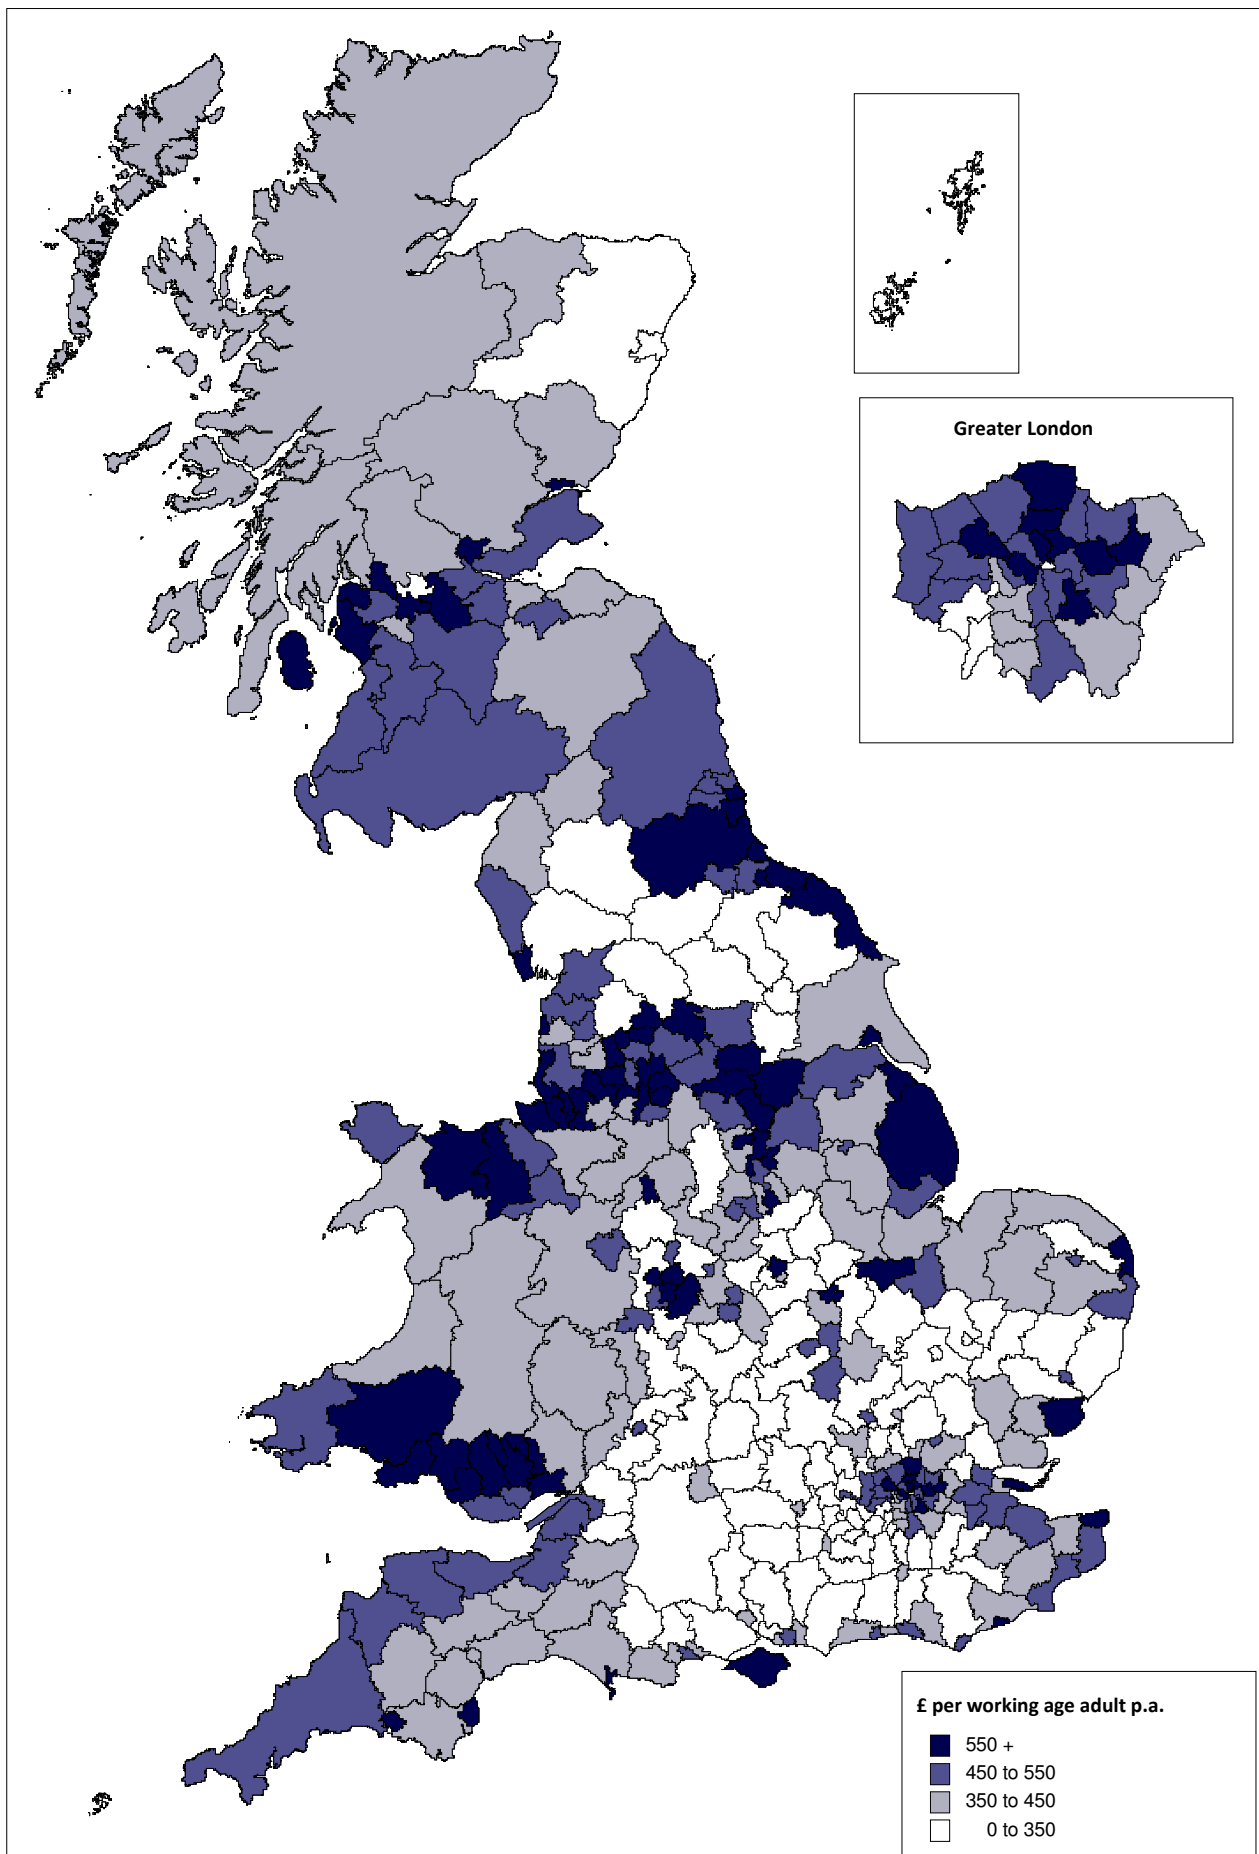 Greater London
£ per working age adult p.a.
550 +
450 to 550
350 to 450
0 to 350